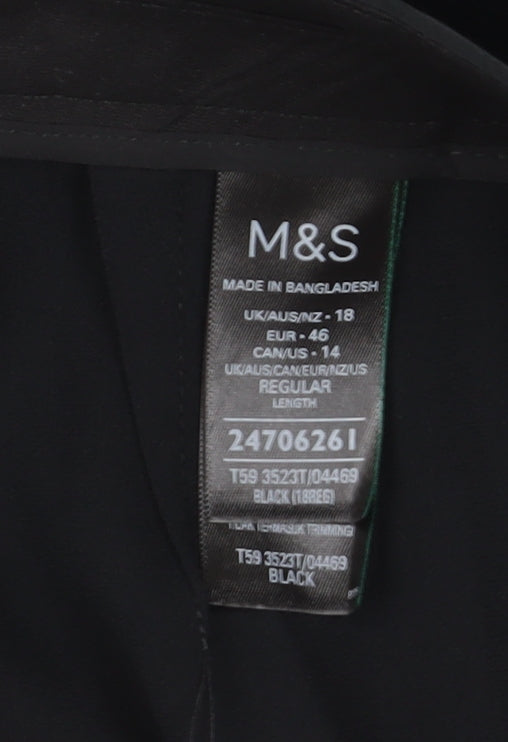 M&S
MADE IN BANGLADESH
UK/AUS/NZ - 18
EUR - 46
CAN/US - 14
UK/AUS/CAN/EUR/NZ/US
REGULAR
LENGTH
24706261
T59 3523T/04469
BLACK (18REG)
TRIMMING
T59 3523T/04469
BLACK